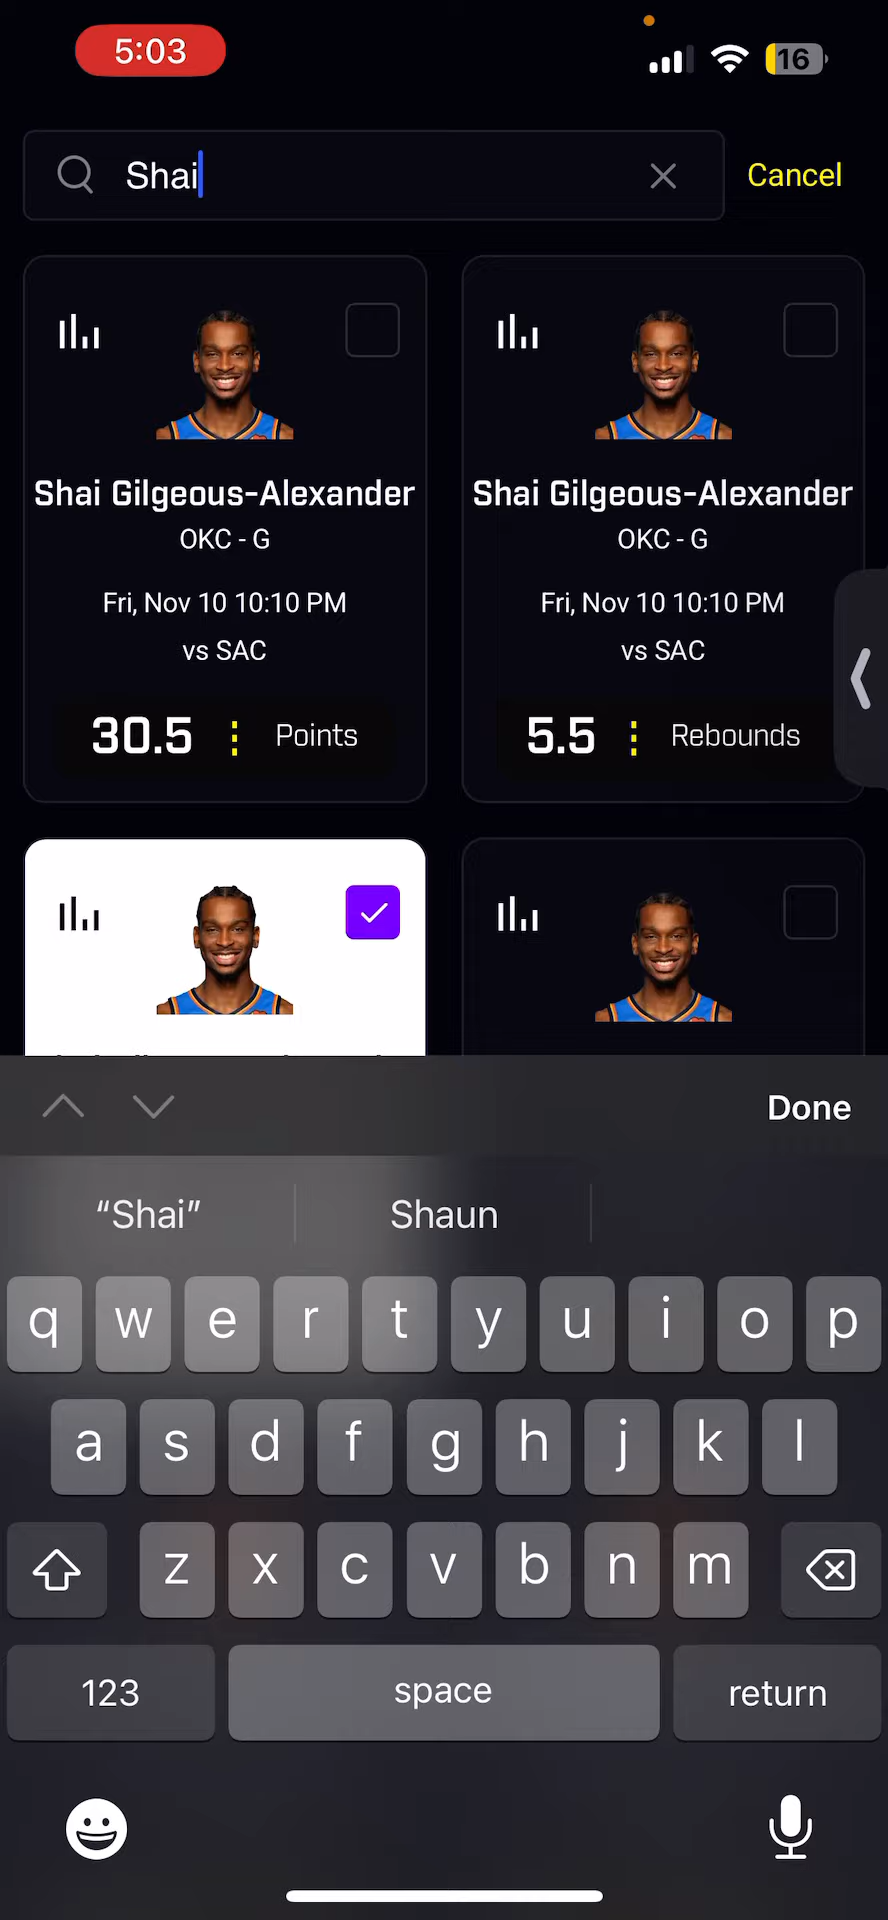 5:03
16
Shai
Cancel
Shai Gilgeous-Alexander
OKC - G
Fri, Nov 10 10:10 PM
vs SAC
30.5
Points
Shai Gilgeous-Alexander
OKC - G
Fri, Nov 10 10:10 PM
vs SAC
5.5
Rebounds
Done
“Shai”
Shaun
q w e r t y u i o p
a s d f g h j k l
z x c v b n m
123
space
return